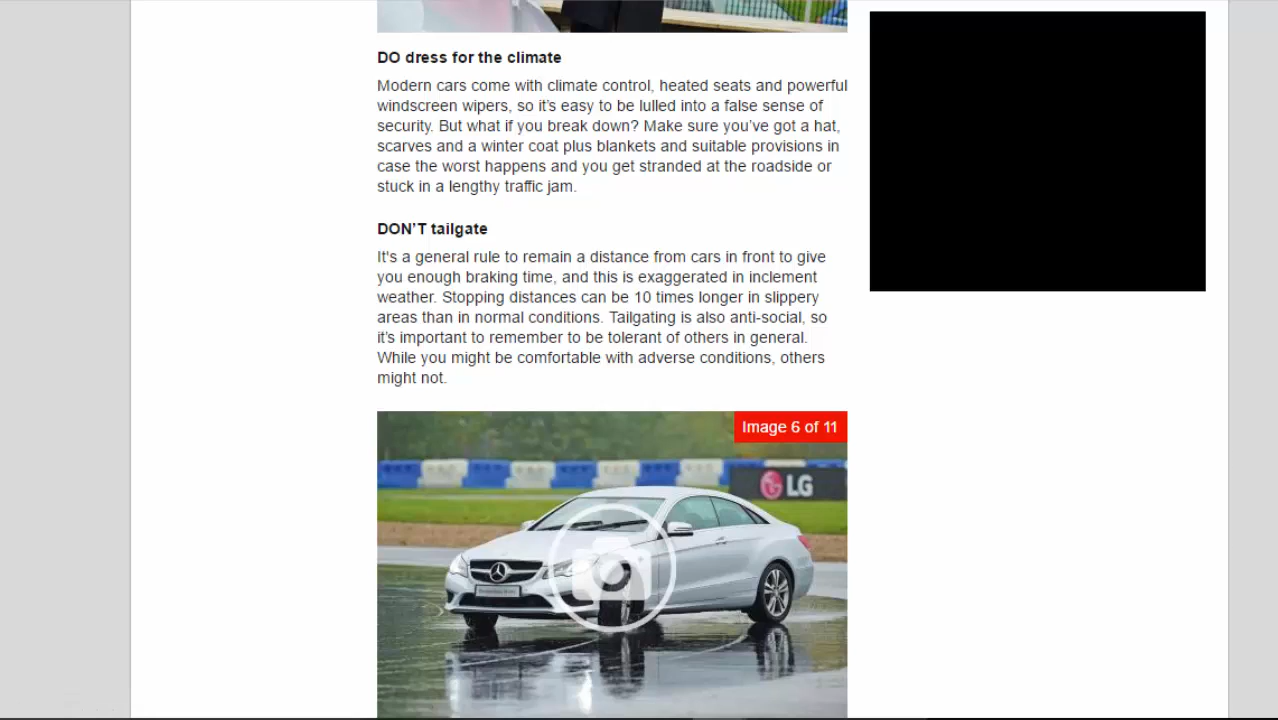 DO dress for the climate
Modern cars come with climate control, heated seats and powerful
windscreen wipers, so it’s easy to be lulled into a false sense of
security. But what if you break down? Make sure you’ve got a hat,
scarves and a winter coat plus blankets and suitable provisions in
case the worst happens and you get stranded at the roadside or
stuck in a lengthy traffic jam.
DON’T tailgate
It's a general rule to remain a distance from cars in front to give
you enough braking time, and this is exaggerated in inclement
weather. Stopping distances can be 10 times longer in slippery
areas than in normal conditions. Tailgating is also anti-social, so
it’s important to remember to be tolerant of others in general.
While you might be comfortable with adverse conditions, others
might not.
Image 6 of 11
LG